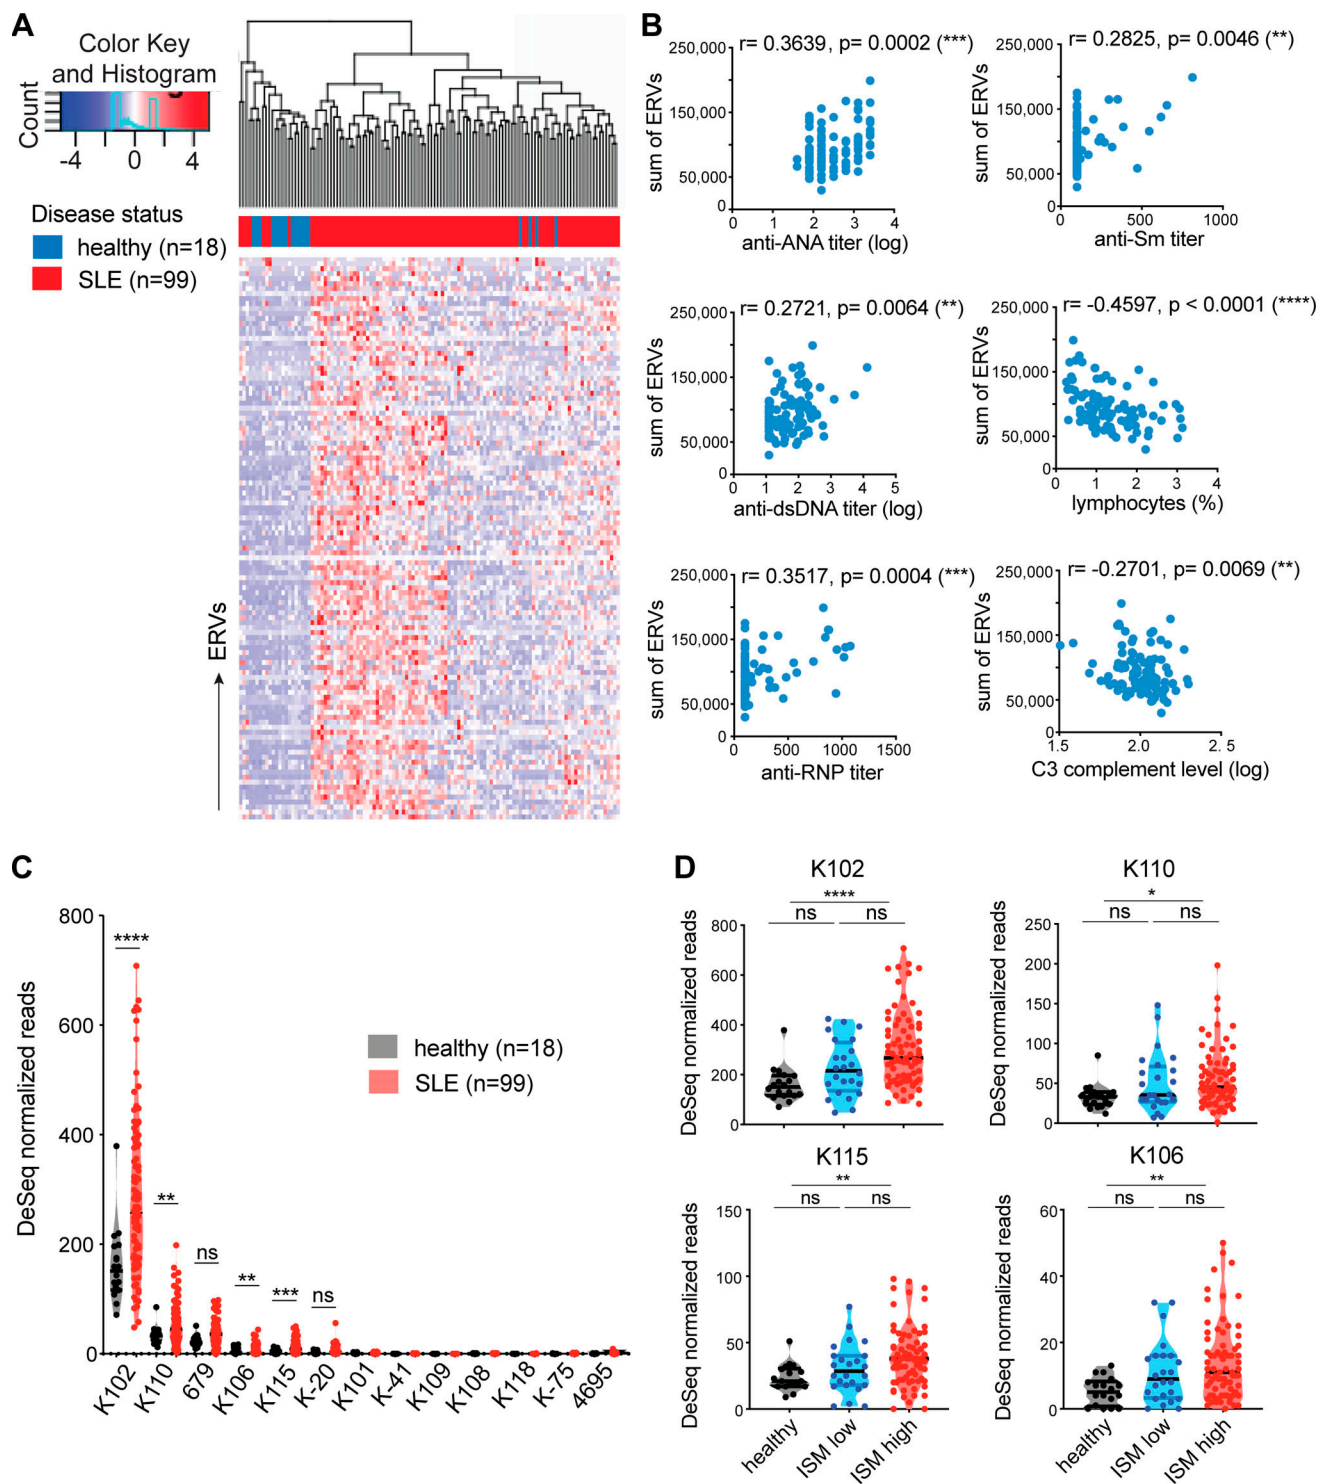 A
Color Key
and Histogram
Count
-4 0 4
Disease status
healthy (n=18)
SLE (n=99)
ERVs
B
r= 0.3639, p= 0.0002 (***)
250,000
150,000
50,000
0
sum of ERVs
0 1 2 3 4
anti-ANA titer (log)
r= 0.2825, p= 0.0046 (**)
250,000
150,000
50,000
0
sum of ERVs
0 500 1000
anti-Sm titer
r= 0.2721, p= 0.0064 (**)
250,000
150,000
50,000
0
sum of ERVs
0 1 2 3 4 5
anti-dsDNA titer (log)
r= -0.4597, p < 0.0001 (****)
250,000
150,000
50,000
0
sum of ERVs
0 1 2 3 4
lymphocytes (%)
r= 0.3517, p= 0.0004 (***)
250,000
150,000
50,000
0
sum of ERVs
0 500 1000 1500
anti-RNP titer
r= -0.2701, p= 0.0069 (**)
250,000
150,000
50,000
0
sum of ERVs
1.5 2.0 2.5
C3 complement level (log)
C
DeSeq normalized reads
800
600
400
200
0
****
**
ns
**
***
ns
healthy (n=18)
SLE (n=99)
K102 K110 679 K106 K115 K-20 K101 K-41 K109 K108 K118 K-75 4695
D
K102
****
ns ns
DeSeq normalized reads
800
600
400
200
0
K110
*
ns ns
DeSeq normalized reads
250
200
150
100
50
0
K115
**
ns ns
DeSeq normalized reads
150
100
50
0
healthy ISM low ISM high
K106
**
ns ns
DeSeq normalized reads
60
40
20
0
healthy ISM low ISM high